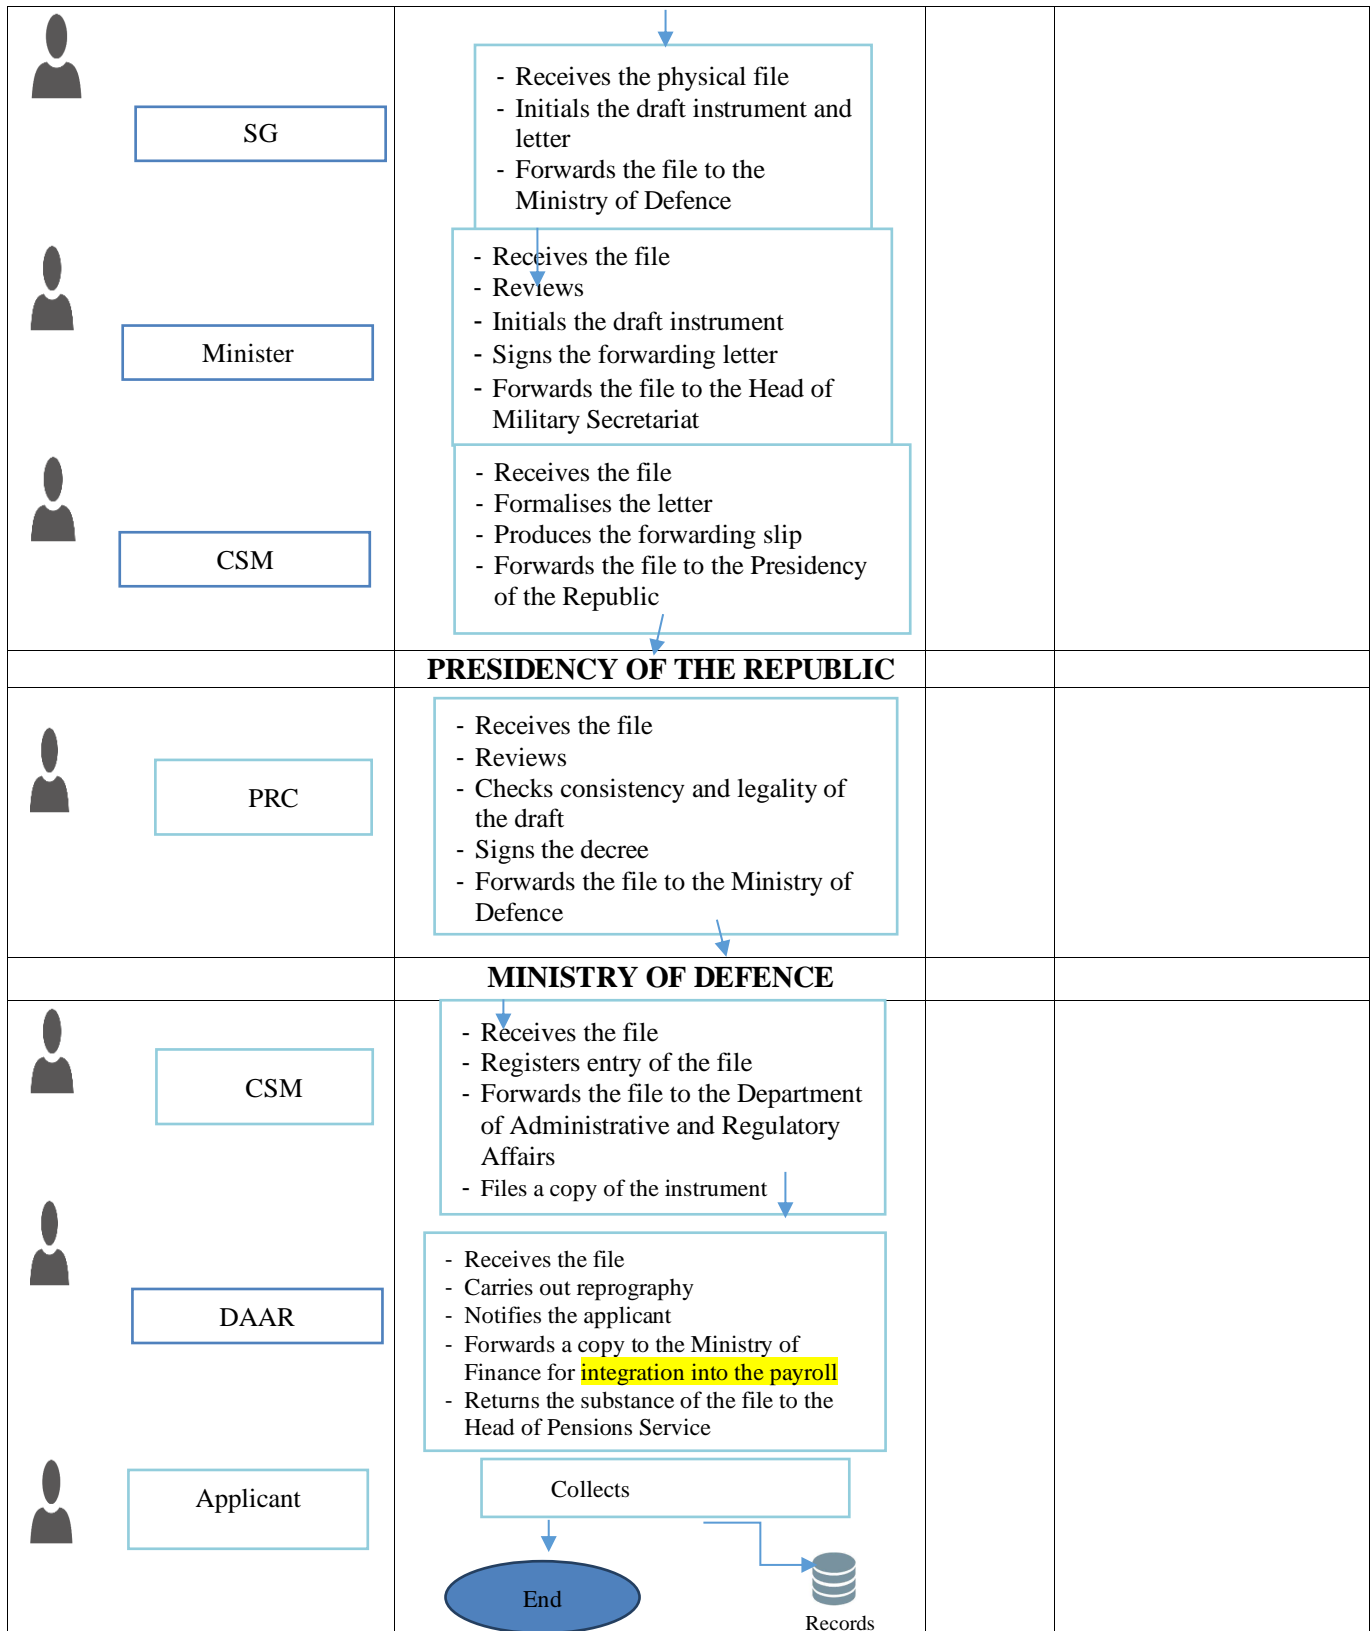 SG
- Receives the physical file
- Initials the draft instrument and
letter
- Forwards the file to the
Ministry of Defence
Minister
- Receives the file
- Reviews
- Initials the draft instrument
- Signs the forwarding letter
- Forwards the file to the Head of
Military Secretariat
CSM
- Receives the file
- Formalises the letter
- Produces the forwarding slip
- Forwards the file to the Presidency
of the Republic
PRESIDENCY OF THE REPUBLIC
PRC
- Receives the file
- Reviews
- Checks consistency and legality of
the draft
- Signs the decree
- Forwards the file to the Ministry of
Defence
MINISTRY OF DEFENCE
CSM
- Receives the file
- Registers entry of the file
- Forwards the file to the Department
of Administrative and Regulatory
Affairs
- Files a copy of the instrument
DAAR
- Receives the file
- Carries out reprography
- Notifies the applicant
- Forwards a copy to the Ministry of
Finance for integration into the payroll
- Returns the substance of the file to the
Head of Pensions Service
Applicant
Collects
End
Records